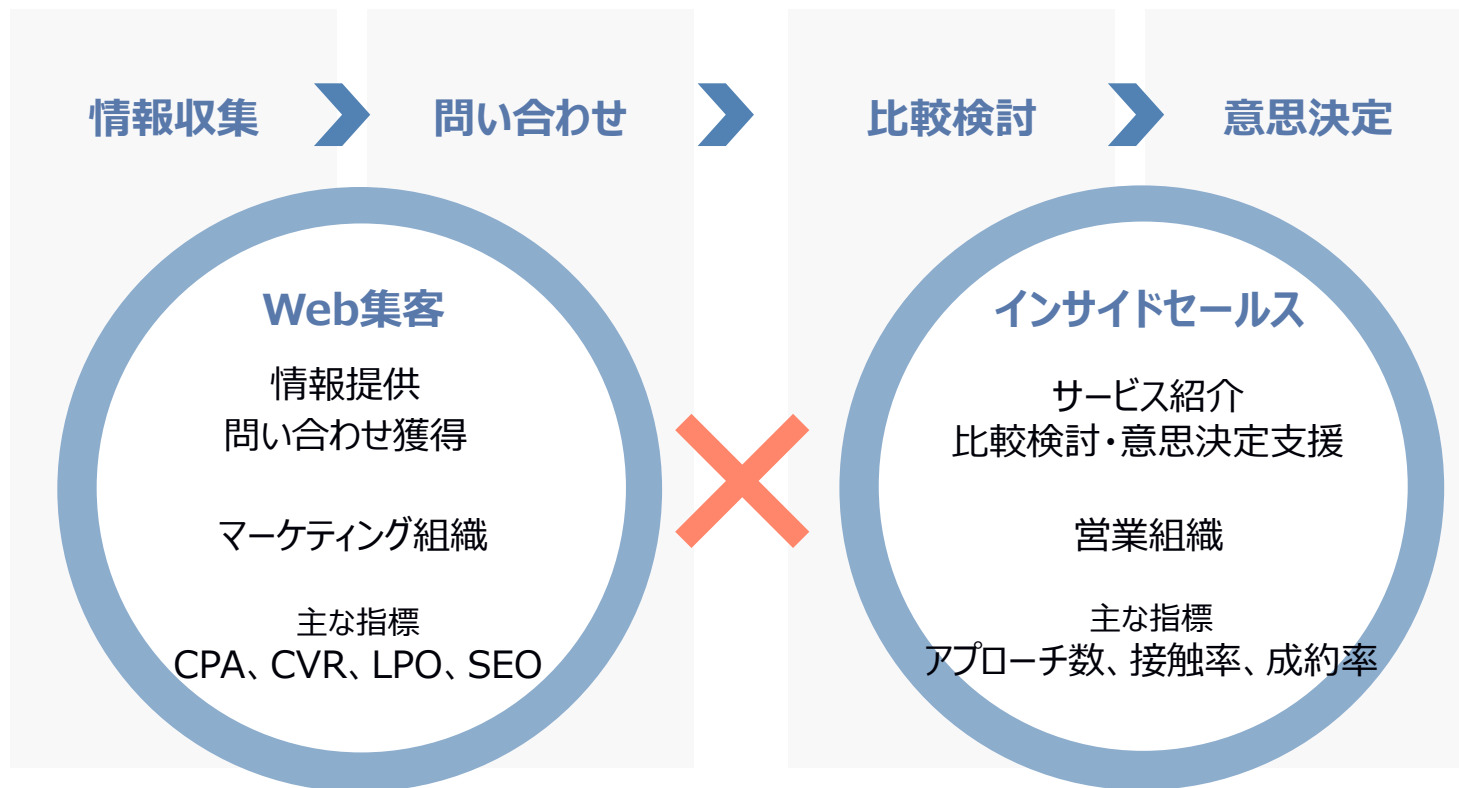 情報収集
問い合わせ
比較検討
意思決定
Web集客
情報提供
問い合わせ獲得
マーケティング組織
主な指標
CPA、CVR、LPO、SEO
インサイドセールス
サービス紹介
比較検討・意思決定支援
営業組織
主な指標
アプローチ数、接触率、成約率